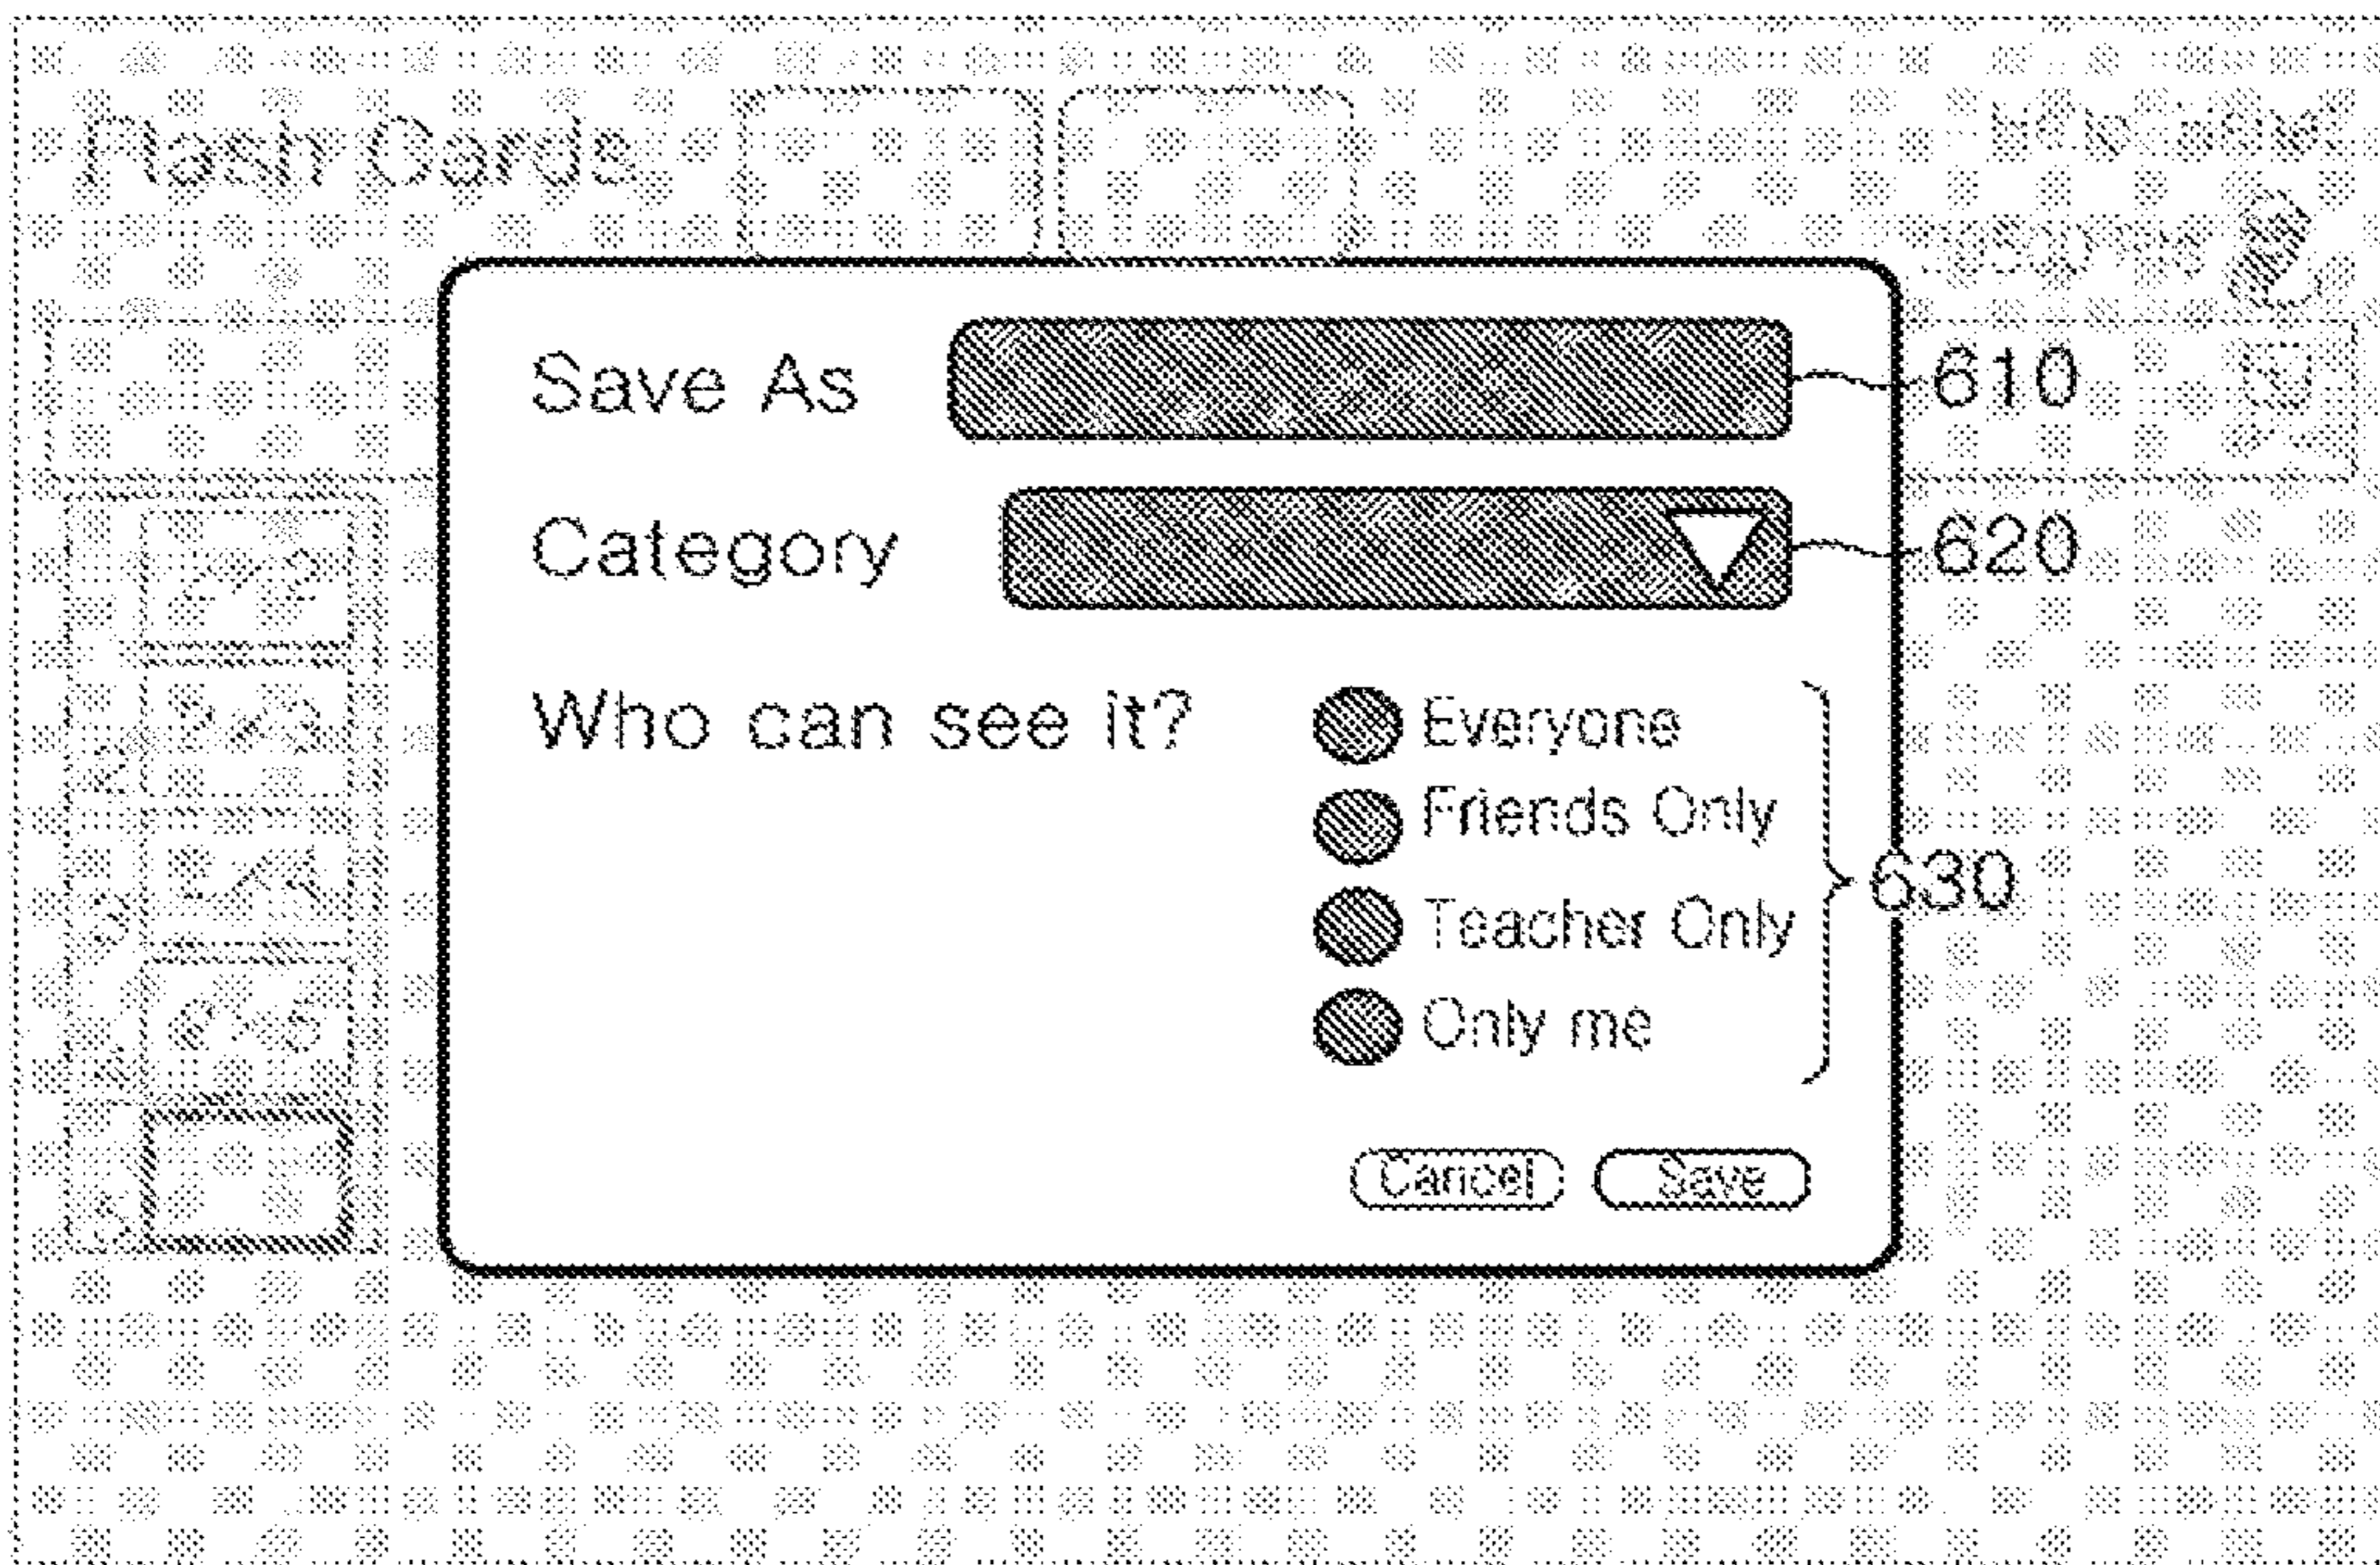 Flash Cards
Save As
610
Category
620
Who can see it?
Everyone
Friends Only
Teacher Only
Only me
630
Cancel
Save